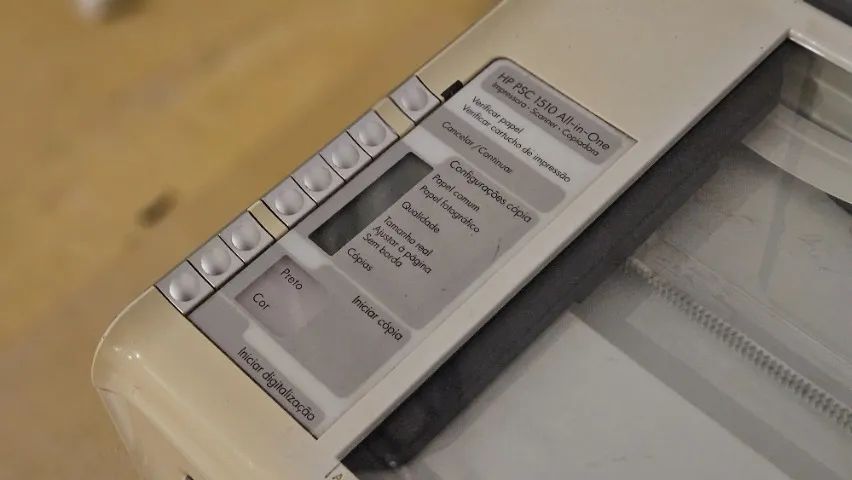 HP PSC 1510 All-in-One
Impressora • Scanner • Copiadora
Verificar papel
Verificar cartucho de impressão
Cancelar/Continuar
Configurações cópia
Papel comum
Papel fotográfico
Qualidade
Tamanho real
Ajustar à página
Sem borda
Cópias
Iniciar cópia
Preto
Cor
Iniciar digitalização